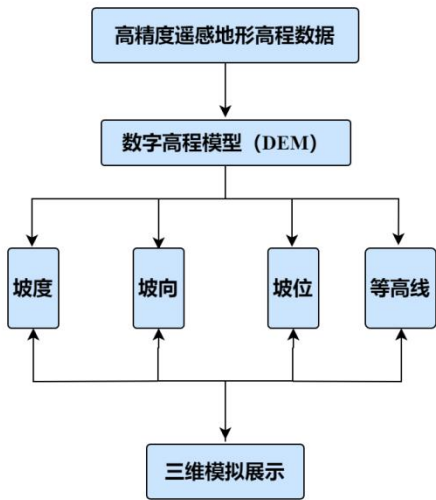 高精度遥感地形高程数据
数字高程模型（DEM）
坡度
坡向
坡位
等高线
三维模拟展示